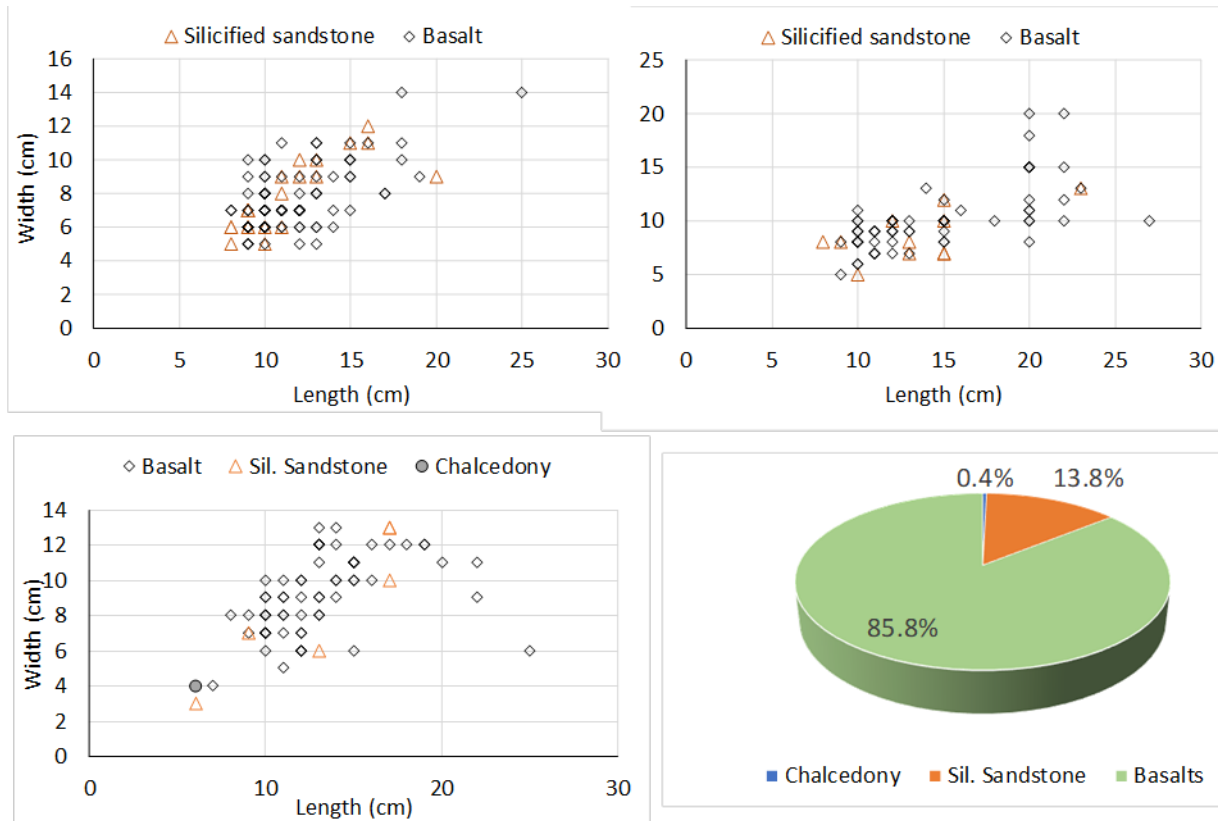 Silicified sandstone Basalt
16
14
12
10
8
6
4
2
0
Width (cm)
0 5 10 15 20 25 30
Length (cm)
Silicified sandstone Basalt
25
20
15
10
5
0
0 5 10 15 20 25 30
Length (cm)
Basalt Sil. Sandstone Chalcedony
14
12
10
8
6
4
2
0
Width (cm)
0 10 20 30
Length (cm)
0.4% 13.8%
85.8%
Chalcedony Sil. Sandstone Basalts